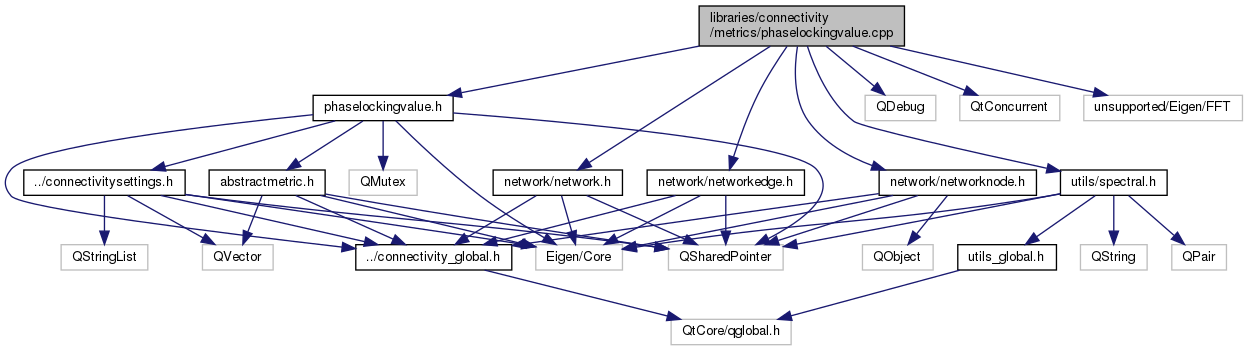 libraries/connectivity
/metrics/phaselockingvalue.cpp
phaselockingvalue.h
QDebug
QtConcurrent
unsupported/Eigen/FFT
../connectivitysettings.h
abstractmetric.h
QMutex
network/network.h
network/networkedge.h
network/networknode.h
utils/spectral.h
QStringList
QVector
../connectivity_global.h
Eigen/Core
QSharedPointer
QObject
utils_global.h
QString
QPair
QtCore/qglobal.h